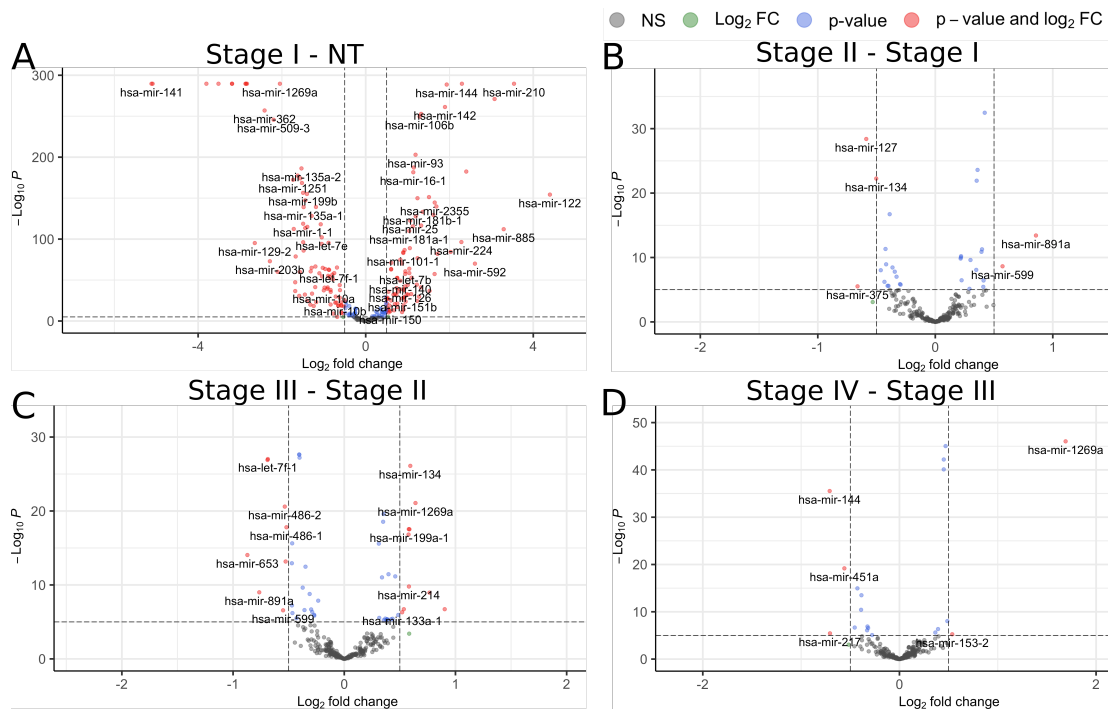 NS Log2 FC p-value p – value and log2 FC
A Stage I - NT
300
200
100
0
– Log10 P
hsa-mir-141
hsa-mir-1269a
hsa-mir-144
hsa-mir-210
hsa-mir-362
hsa-mir-509-3
hsa-mir-142
hsa-mir-106b
hsa-mir-93
hsa-mir-135a-2
hsa-mir-16-1
hsa-mir-1251
hsa-mir-199b
hsa-mir-122
hsa-mir-135a-1
hsa-mir-2355
hsa-mir-181b-1
hsa-mir-1-1
hsa-mir-25
hsa-mir-885
hsa-mir-181a-1
hsa-let-7e
hsa-mir-129-2
hsa-mir-224
hsa-mir-101-1
hsa-mir-203b
hsa-mir-592
hsa-let-7f-1
hsa-let-7b
hsa-mir-140
hsa-mir-10a
hsa-mir-126
hsa-mir-151b
hsa-mir-10b
hsa-mir-150
-4 0 4
Log2 fold change
B Stage II - Stage I
30
20
10
0
– Log10 P
hsa-mir-127
hsa-mir-134
hsa-mir-891a
hsa-mir-599
hsa-mir-375
-2 -1 0 1
Log2 fold change
C Stage III - Stage II
30
20
10
0
– Log10 P
hsa-let-7f-1
hsa-mir-134
hsa-mir-486-2
hsa-mir-1269a
hsa-mir-486-1
hsa-mir-199a-1
hsa-mir-653
hsa-mir-891a
hsa-mir-214
hsa-mir-599
hsa-mir-133a-1
-2 -1 0 1 2
Log2 fold change
D Stage IV - Stage III
50
40
30
20
10
0
– Log10 P
hsa-mir-1269a
hsa-mir-144
hsa-mir-451a
hsa-mir-217
hsa-mir-153-2
-2 0 2
Log2 fold change